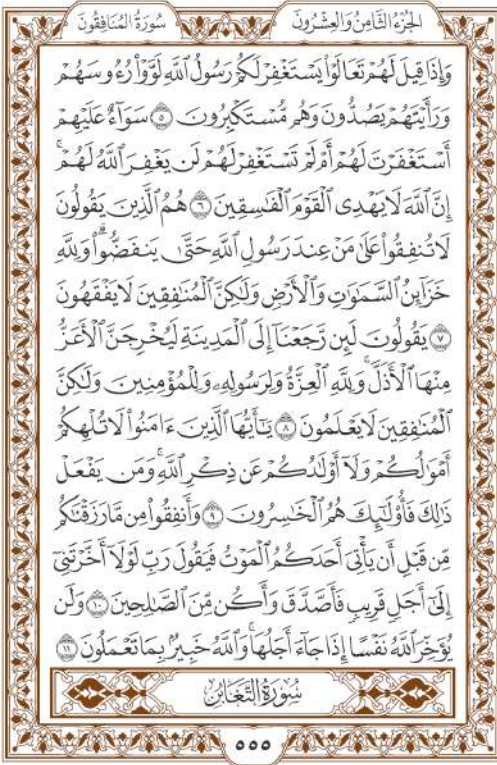 الجُزْءُ الثَّامِنُ وَالعِشْرُونَ
سُورَةُ المُنَافِقُونَ
وَإِذَا قِيلَ لَهُمْ تَعَالَوْا۟ يَسْتَغْفِرْ لَكُمْ رَسُولُ ٱللَّهِ لَوَّوْا۟ رُءُوسَهُمْ
وَرَأَيْتَهُمْ يَصُدُّونَ وَهُم مُّسْتَكْبِرُونَ ٥ سَوَآءٌ عَلَيْهِمْ
أَسْتَغْفَرْتَ لَهُمْ أَمْ لَمْ تَسْتَغْفِرْ لَهُمْ لَن يَغْفِرَ ٱللَّهُ لَهُمْۚ
إِنَّ ٱللَّهَ لَا يَهْدِى ٱلْقَوْمَ ٱلْفَٰسِقِينَ ٦ هُمُ ٱلَّذِينَ يَقُولُونَ
لَا تُنفِقُوا۟ عَلَىٰ مَنْ عِندَ رَسُولِ ٱللَّهِ حَتَّىٰ يَنفَضُّوا۟ۗ وَلِلَّهِ
خَزَآئِنُ ٱلسَّمَٰوَٰتِ وَٱلْأَرْضِ وَلَٰكِنَّ ٱلْمُنَٰفِقِينَ لَا يَفْقَهُونَ
٧ يَقُولُونَ لَئِن رَّجَعْنَآ إِلَى ٱلْمَدِينَةِ لَيُخْرِجَنَّ ٱلْأَعَزُّ
مِنْهَا ٱلْأَذَلَّۚ وَلِلَّهِ ٱلْعِزَّةُ وَلِرَسُولِهِۦ وَلِلْمُؤْمِنِينَ وَلَٰكِنَّ
ٱلْمُنَٰفِقِينَ لَا يَعْلَمُونَ ٨ يَٰٓأَيُّهَا ٱلَّذِينَ ءَامَنُوا۟ لَا تُلْهِكُمْ
أَمْوَٰلُكُمْ وَلَآ أَوْلَٰدُكُمْ عَن ذِكْرِ ٱللَّهِۚ وَمَن يَفْعَلْ
ذَٰلِكَ فَأُو۟لَٰٓئِكَ هُمُ ٱلْخَٰسِرُونَ ٩ وَأَنفِقُوا۟ مِن مَّا رَزَقْنَٰكُم
مِّن قَبْلِ أَن يَأْتِىَ أَحَدَكُمُ ٱلْمَوْتُ فَيَقُولَ رَبِّ لَوْلَآ أَخَّرْتَنِىٓ
إِلَىٰٓ أَجَلٍ قَرِيبٍ فَأَصَّدَّقَ وَأَكُن مِّنَ ٱلصَّٰلِحِينَ ١٠ وَلَن
يُؤَخِّرَ ٱللَّهُ نَفْسًا إِذَا جَآءَ أَجَلُهَاۚ وَٱللَّهُ خَبِيرٌۢ بِمَا تَعْمَلُونَ ١١
سُورَةُ التَّغَابُنِ
٥٥٥